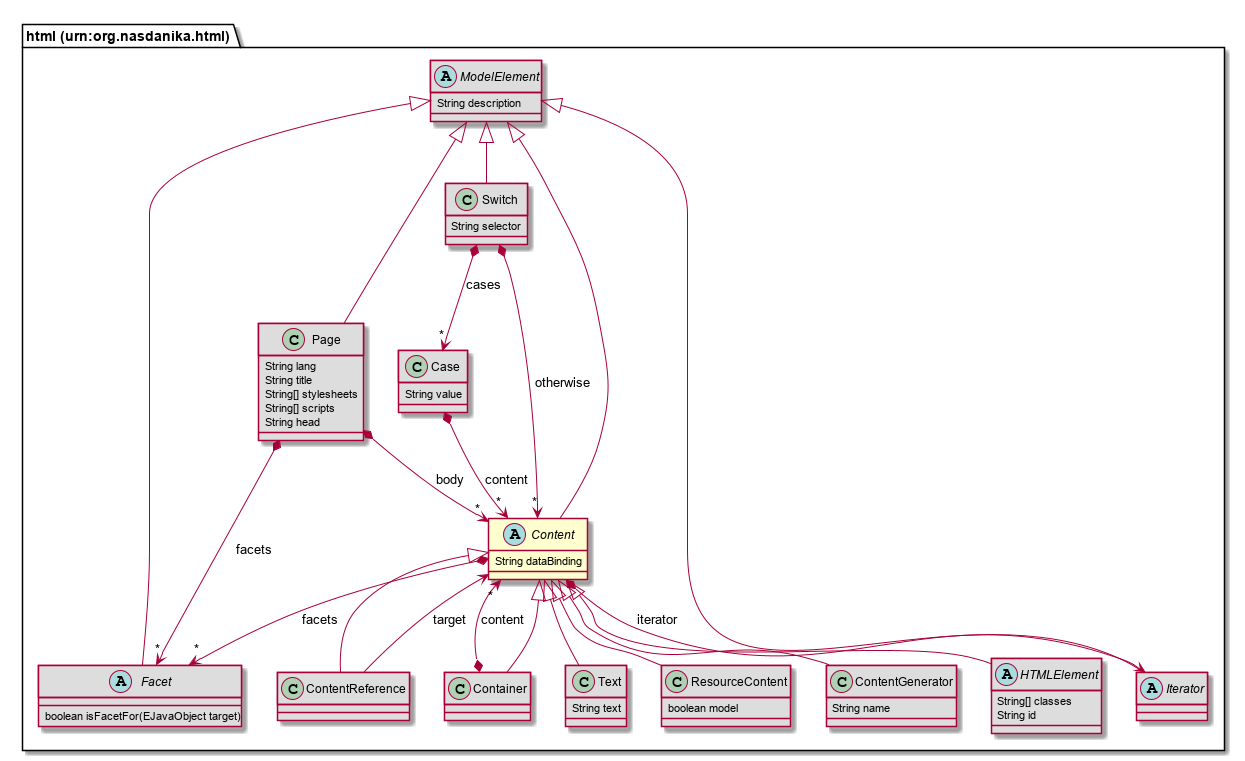 html (urn:org.nasdanika.html)
A ModelElement
String description
C Switch
String selector
cases
*
C Page
String lang
String title
String[] stylesheets
String[] scripts
String head
C Case
String value
otherwise
body
*
content
*
*
A Content
String dataBinding
facets
*
facets
*
target
*
content
iterator
A Facet
boolean isFacetFor(EJavaObject target)
C ContentReference
C Container
C Text
String text
C ResourceContent
boolean model
C ContentGenerator
String name
A HTMLElement
String[] classes
String id
A Iterator